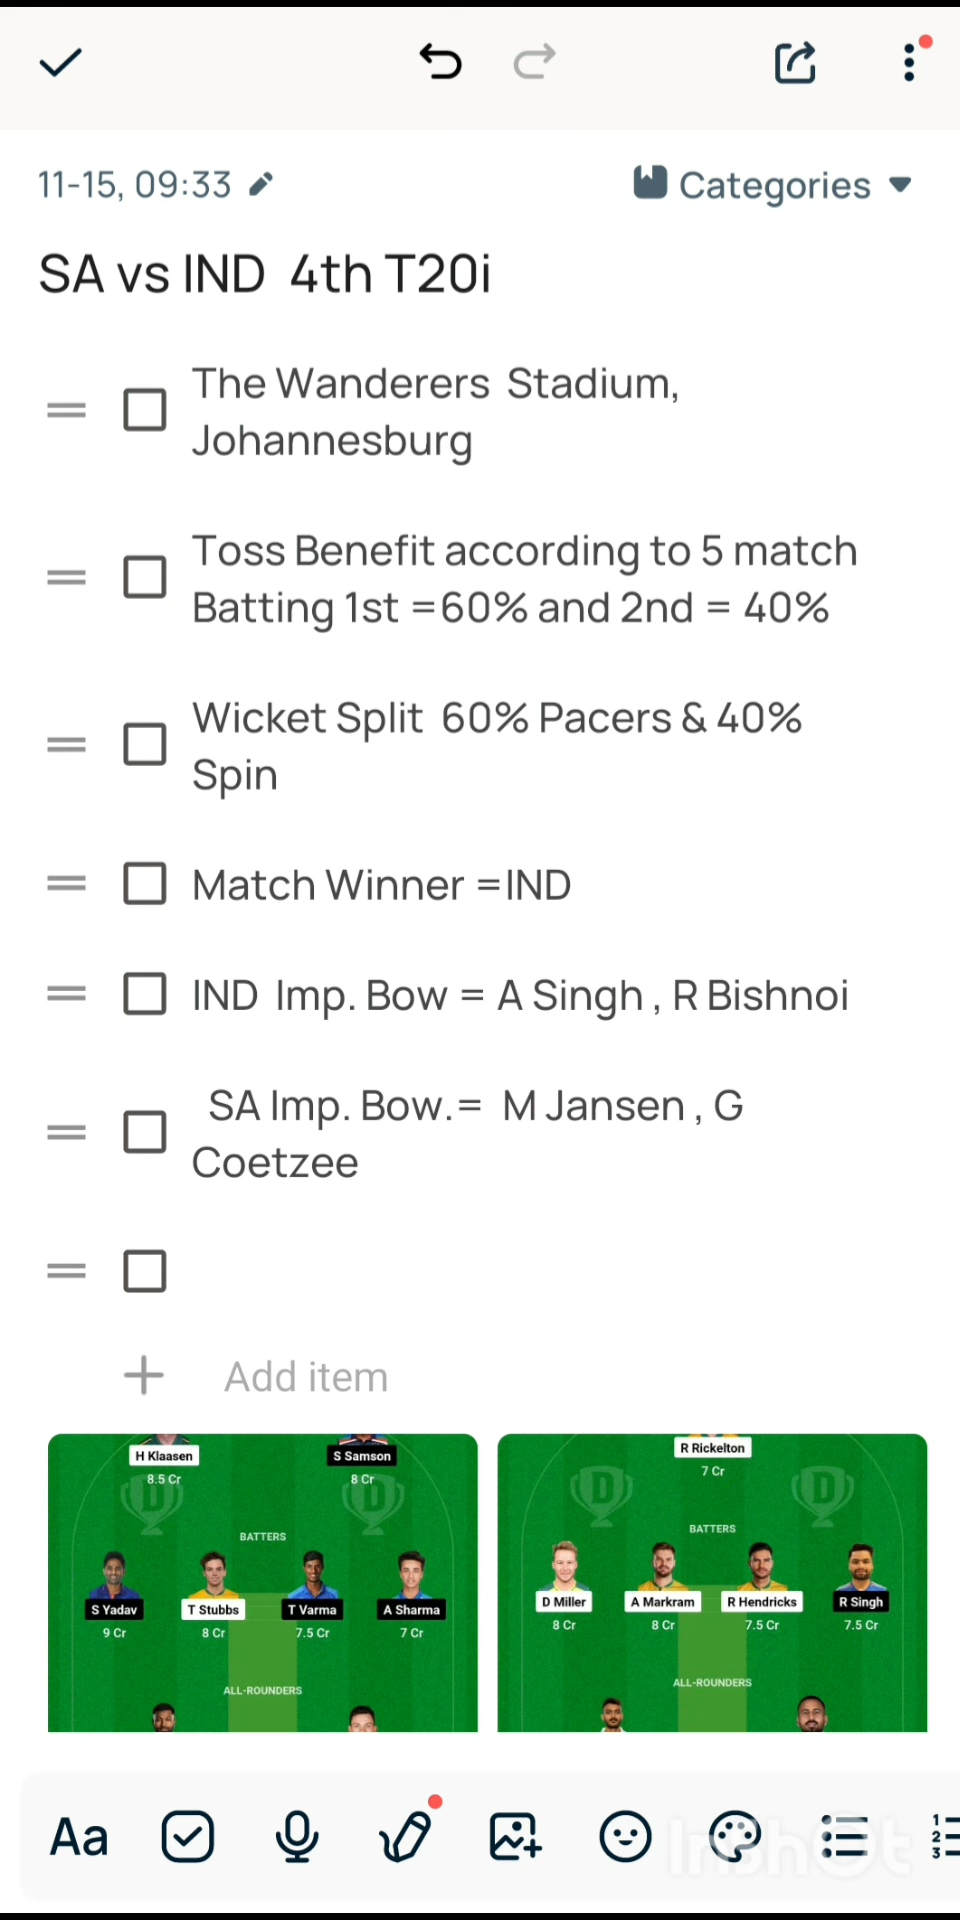 11-15, 09:33
Categories
SA vs IND 4th T20i
The Wanderers Stadium,
Johannesburg
Toss Benefit according to 5 match
Batting 1st =60% and 2nd = 40%
Wicket Split 60% Pacers & 40%
Spin
Match Winner =IND
IND Imp. Bow = A Singh , R Bishnoi
SA Imp. Bow.= M Jansen , G
Coetzee
+ Add item
H Klaasen
S Samson
8.5 Cr
8 Cr
D
D
BATTERS
S Yadav
T Stubbs
T Varma
A Sharma
9 Cr
8 Cr
7.5 Cr
7 Cr
ALL-ROUNDERS
R Rickelton
7 Cr
D
D
BATTERS
D Miller
A Markram
R Hendricks
R Singh
8 Cr
8 Cr
7.5 Cr
7.5 Cr
ALL-ROUNDERS
Aa
InShOt
1
2
3